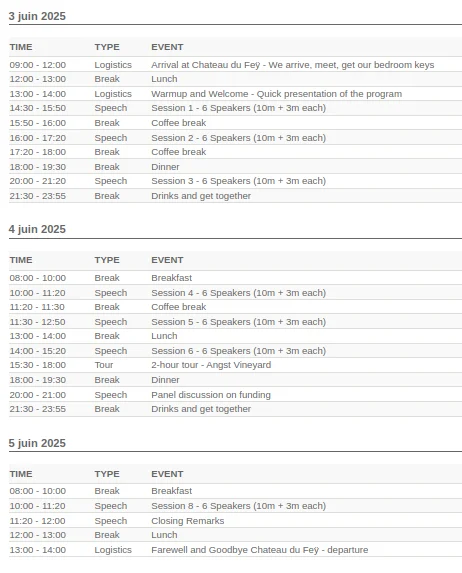 3 juin 2025
TIME TYPE EVENT
09:00 - 12:00 Logistics Arrival at Chateau du Feÿ - We arrive, meet, get our bedroom keys
12:00 - 13:00 Break Lunch
13:00 - 14:00 Logistics Warmup and Welcome - Quick presentation of the program
14:30 - 15:50 Speech Session 1 - 6 Speakers (10m + 3m each)
15:50 - 16:00 Break Coffee break
16:00 - 17:20 Speech Session 2 - 6 Speakers (10m + 3m each)
17:20 - 18:00 Break Coffee break
18:00 - 19:30 Break Dinner
20:00 - 21:20 Speech Session 3 - 6 Speakers (10m + 3m each)
21:30 - 23:55 Break Drinks and get together
4 juin 2025
TIME TYPE EVENT
08:00 - 10:00 Break Breakfast
10:00 - 11:20 Speech Session 4 - 6 Speakers (10m + 3m each)
11:20 - 11:30 Break Coffee break
11:30 - 12:50 Speech Session 5 - 6 Speakers (10m + 3m each)
13:00 - 14:00 Break Lunch
14:00 - 15:20 Speech Session 6 - 6 Speakers (10m + 3m each)
15:30 - 18:00 Tour 2-hour tour - Angst Vineyard
18:00 - 19:30 Break Dinner
20:00 - 21:00 Speech Panel discussion on funding
21:30 - 23:55 Break Drinks and get together
5 juin 2025
TIME TYPE EVENT
08:00 - 10:00 Break Breakfast
10:00 - 11:20 Speech Session 8 - 6 Speakers (10m + 3m each)
11:20 - 12:00 Speech Closing Remarks
12:00 - 13:00 Break Lunch
13:00 - 14:00 Logistics Farewell and Goodbye Chateau du Feÿ - departure